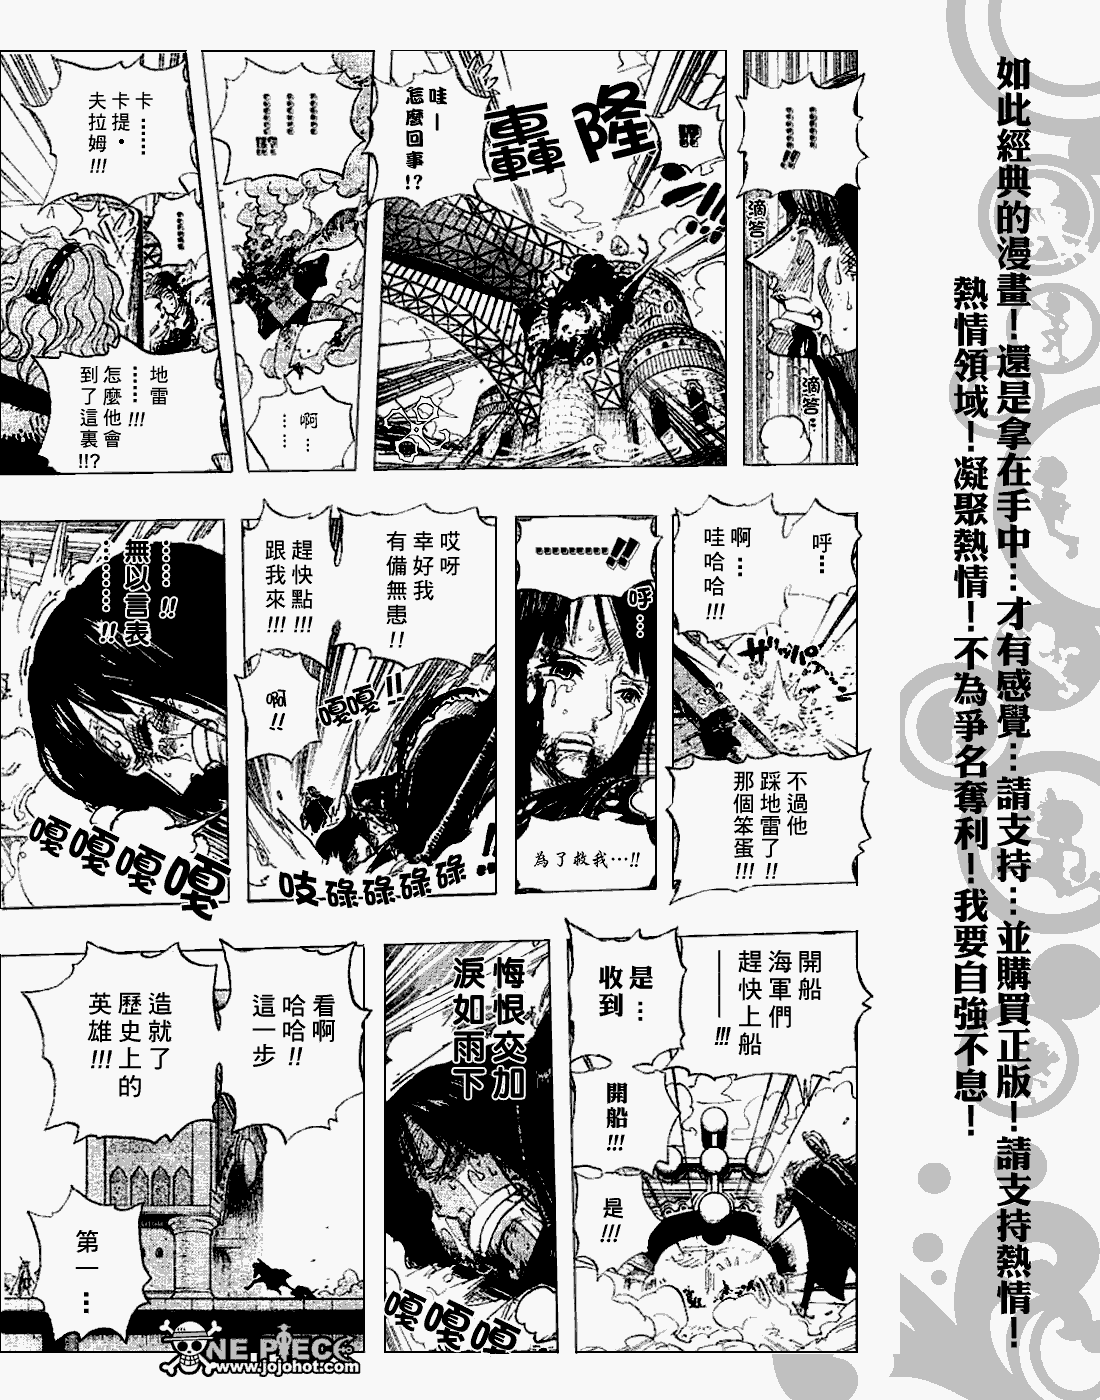 如此經典的漫畫！還是拿在手中…才有感覺…請支持…並購買正版！請支持熱情！
熱情領域！凝聚熱情！不為爭名奪利！我要自強不息！
…………!!
滴答
滴答
!?
轟隆
哇—
怎麼回事!?
啊……
卡……
卡提・
夫拉姆!!!
地雷
……!!!
怎麼他會
到了這裏
!!?
呼…
啊…
哇哈哈!!!
不過他
踩地雷了!!
那個笨蛋!!!
…………!!
呼…
為了救我…!!
哎呀
幸好我
有備無患!!
趕快點!!!
跟我來!!!
啊!!
嘎嘎!!
吱碌碌碌碌!!
……!!
無以言表
………!!
嘎嘎嘎嘎
開船
海軍們
趕快上船
——!!!
是…
收到
開船!!!
是!!!
悔恨交加
淚如雨下
嘎嘎嘎
看啊
哈哈!!
這一步
造就了
歷史上的
英雄!!!
第一…
ONE PIECE
www.jojohot.com